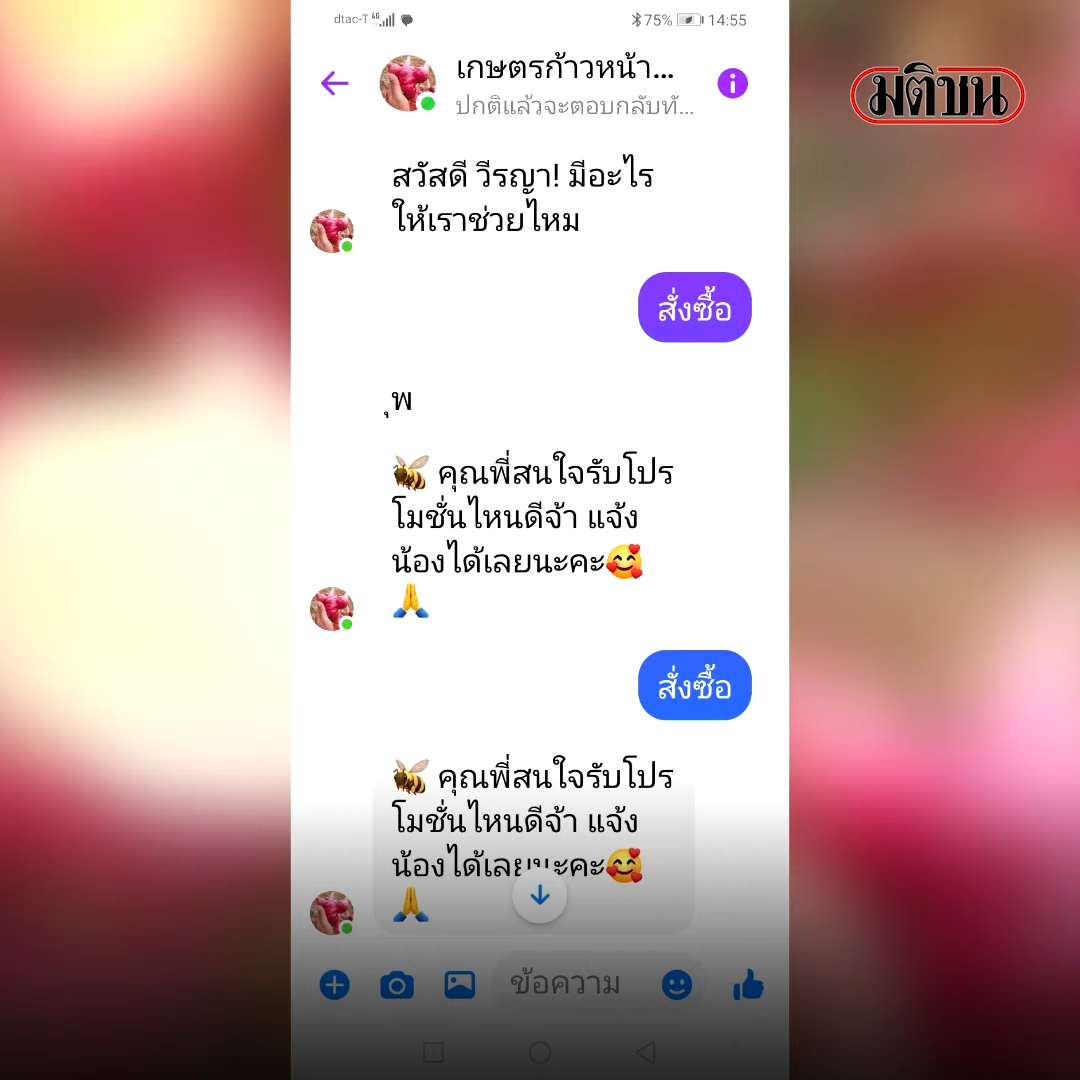 dtac-T 4G 75% 14:55
มติชน
เกษตรก้าวหน้า...
ปกติแล้วจะตอบกลับทั...
สวัสดี วีรญา! มีอะไร
ให้เราช่วยไหม
สั่งซื้อ
ุพ
🐝 คุณพี่สนใจรับโปร
โมชั่นไหนดีจ้า แจ้ง
น้องได้เลยนะคะ🥰
🙏
สั่งซื้อ
🐝 คุณพี่สนใจรับโปร
โมชั่นไหนดีจ้า แจ้ง
น้องได้เลยนะคะ🥰
🙏
ข้อความ